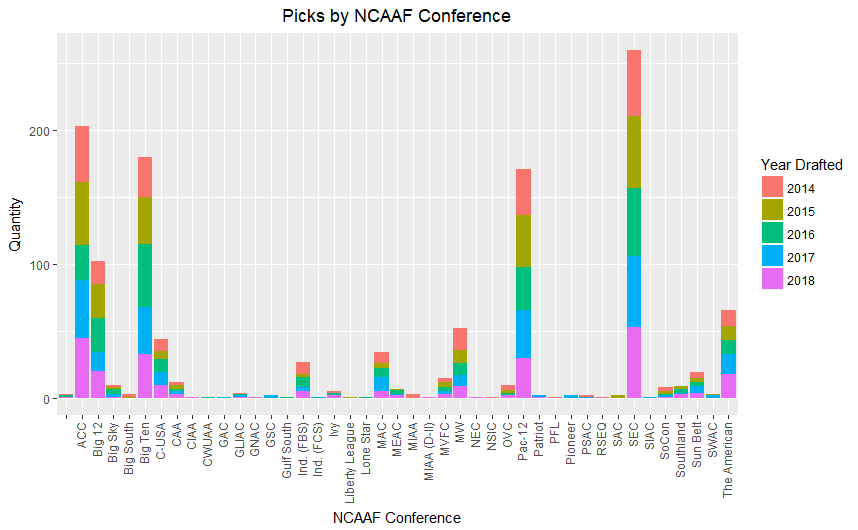 Picks by NCAAF Conference
Quantity
200
100
0
ACC
Big 12
Big Sky
Big South
Big Ten
C-USA
CAA
CIAA
CWUAA
GAC
GLIAC
GNAC
GSC
Gulf South
Ind. (FBS)
Ind. (FCS)
Ivy
Liberty League
Lone Star
MAC
MEAC
MIAA
MIAA (D-II)
MVFC
MW
NEC
NSIC
OVC
Pac-12
Patriot
PFL
Pioneer
PSAC
RSEQ
SAC
SEC
SIAC
SoCon
Southland
Sun Belt
SWAC
The American
NCAAF Conference
Year Drafted
2014
2015
2016
2017
2018